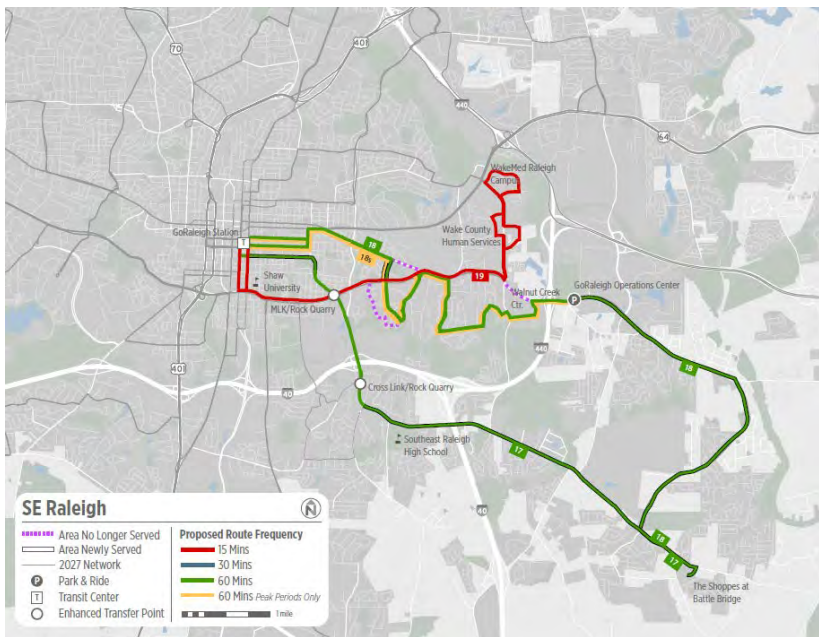 401
70
440
64
WakeMed Raleigh
Campus
GoRaleigh Station
T
18
18s
Wake County
Human Services
Shaw
University
19
Walnut Creek
Ctr.
GoRaleigh Operations Center
P
MLK/Rock Quarry
440
401
40
18
Cross Link/Rock Quarry
Southeast Raleigh
High School
17
40
18
17
The Shoppes at
Battle Bridge
SE Raleigh
N
Area No Longer Served
Area Newly Served
2027 Network
P Park & Ride
T Transit Center
Enhanced Transfer Point
Proposed Route Frequency
15 Mins
30 Mins
60 Mins
60 Mins Peak Periods Only
1 mile